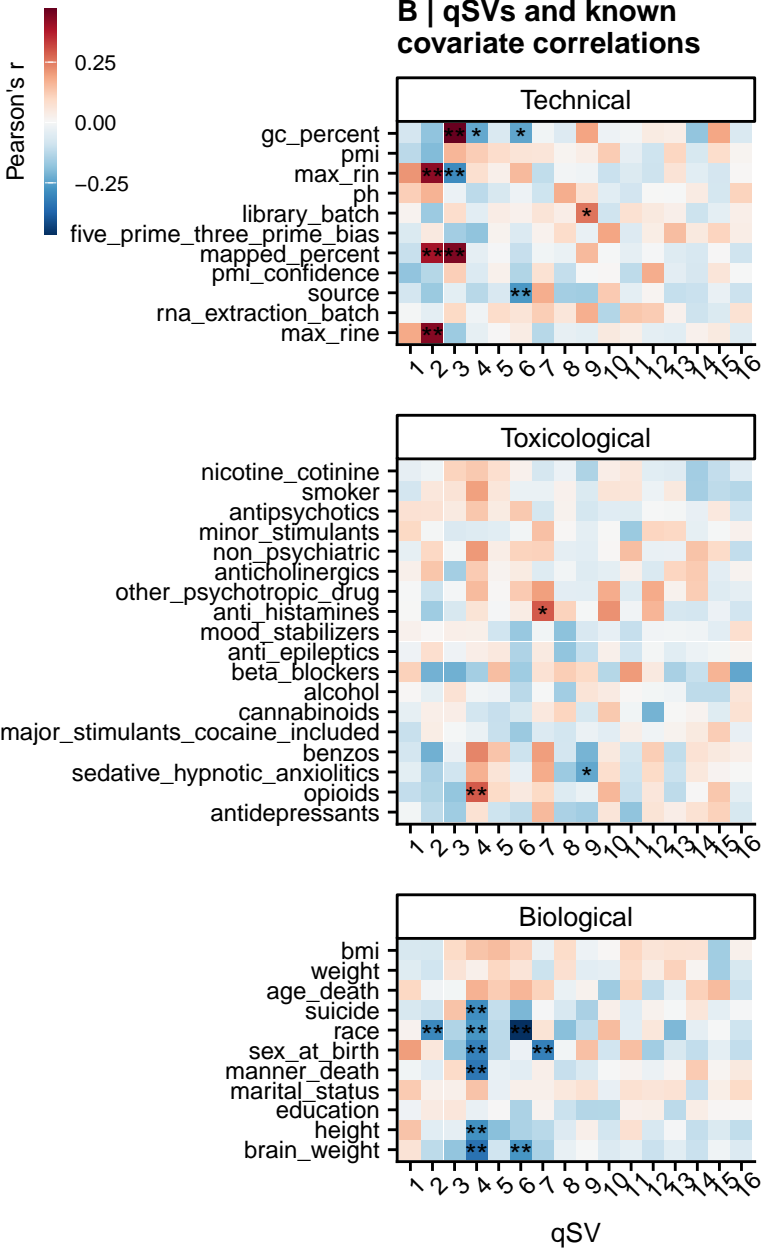 B | qSVs and known
covariate correlations
Pearson's r
0.25
0.00
−0.25
Technical
gc_percent ** * *
pmi
max_rin ** **
ph
library_batch *
five_prime_three_prime_bias
mapped_percent ** **
pmi_confidence
source **
rna_extraction_batch
max_rine **
1 2 3 4 5 6 7 8 9 10 11 12 13 14 15 16
Toxicological
nicotine_cotinine
smoker
antipsychotics
minor_stimulants
non_psychiatric
anticholinergics
other_psychotropic_drug
anti_histamines *
mood_stabilizers
anti_epileptics
beta_blockers
alcohol
cannabinoids
major_stimulants_cocaine_included
benzos
sedative_hypnotic_anxiolitics *
opioids **
antidepressants
1 2 3 4 5 6 7 8 9 10 11 12 13 14 15 16
Biological
bmi
weight
age_death
suicide **
race ** ** **
sex_at_birth ** **
manner_death **
marital_status
education
height **
brain_weight ** **
1 2 3 4 5 6 7 8 9 10 11 12 13 14 15 16
qSV